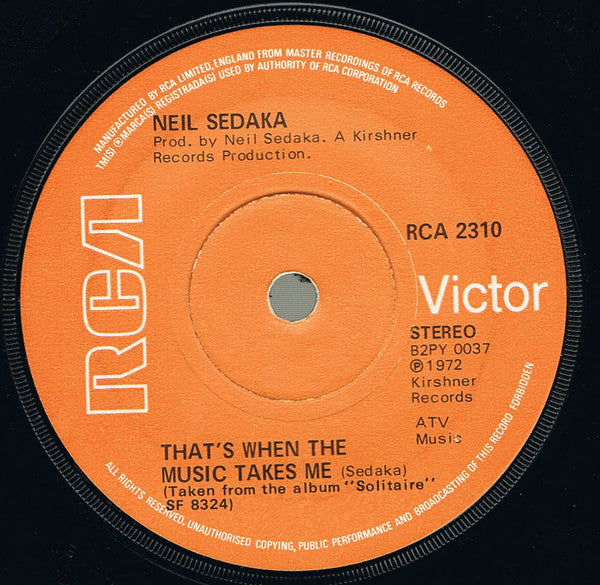 MANUFACTURED BY RCA LIMITED, ENGLAND FROM MASTER RECORDINGS OF RCA RECORDS
TM(S) ® MARCA(S) REGISTRADA(S) USED BY AUTHORITY OF RCA CORPORATION
NEIL SEDAKA
Prod. by Neil Sedaka. A Kirshner
Records Production.
RCA
RCA 2310
Victor
STEREO
B2PY 0037
℗ 1972
Kirshner
Records
ATV
Music
THAT'S WHEN THE
MUSIC TAKES ME (Sedaka)
(Taken from the album "Solitaire"
SF 8324)
ALL RIGHTS RESERVED. UNAUTHORISED COPYING, PUBLIC PERFORMANCE AND BROADCASTING OF THIS RECORD FORBIDDEN